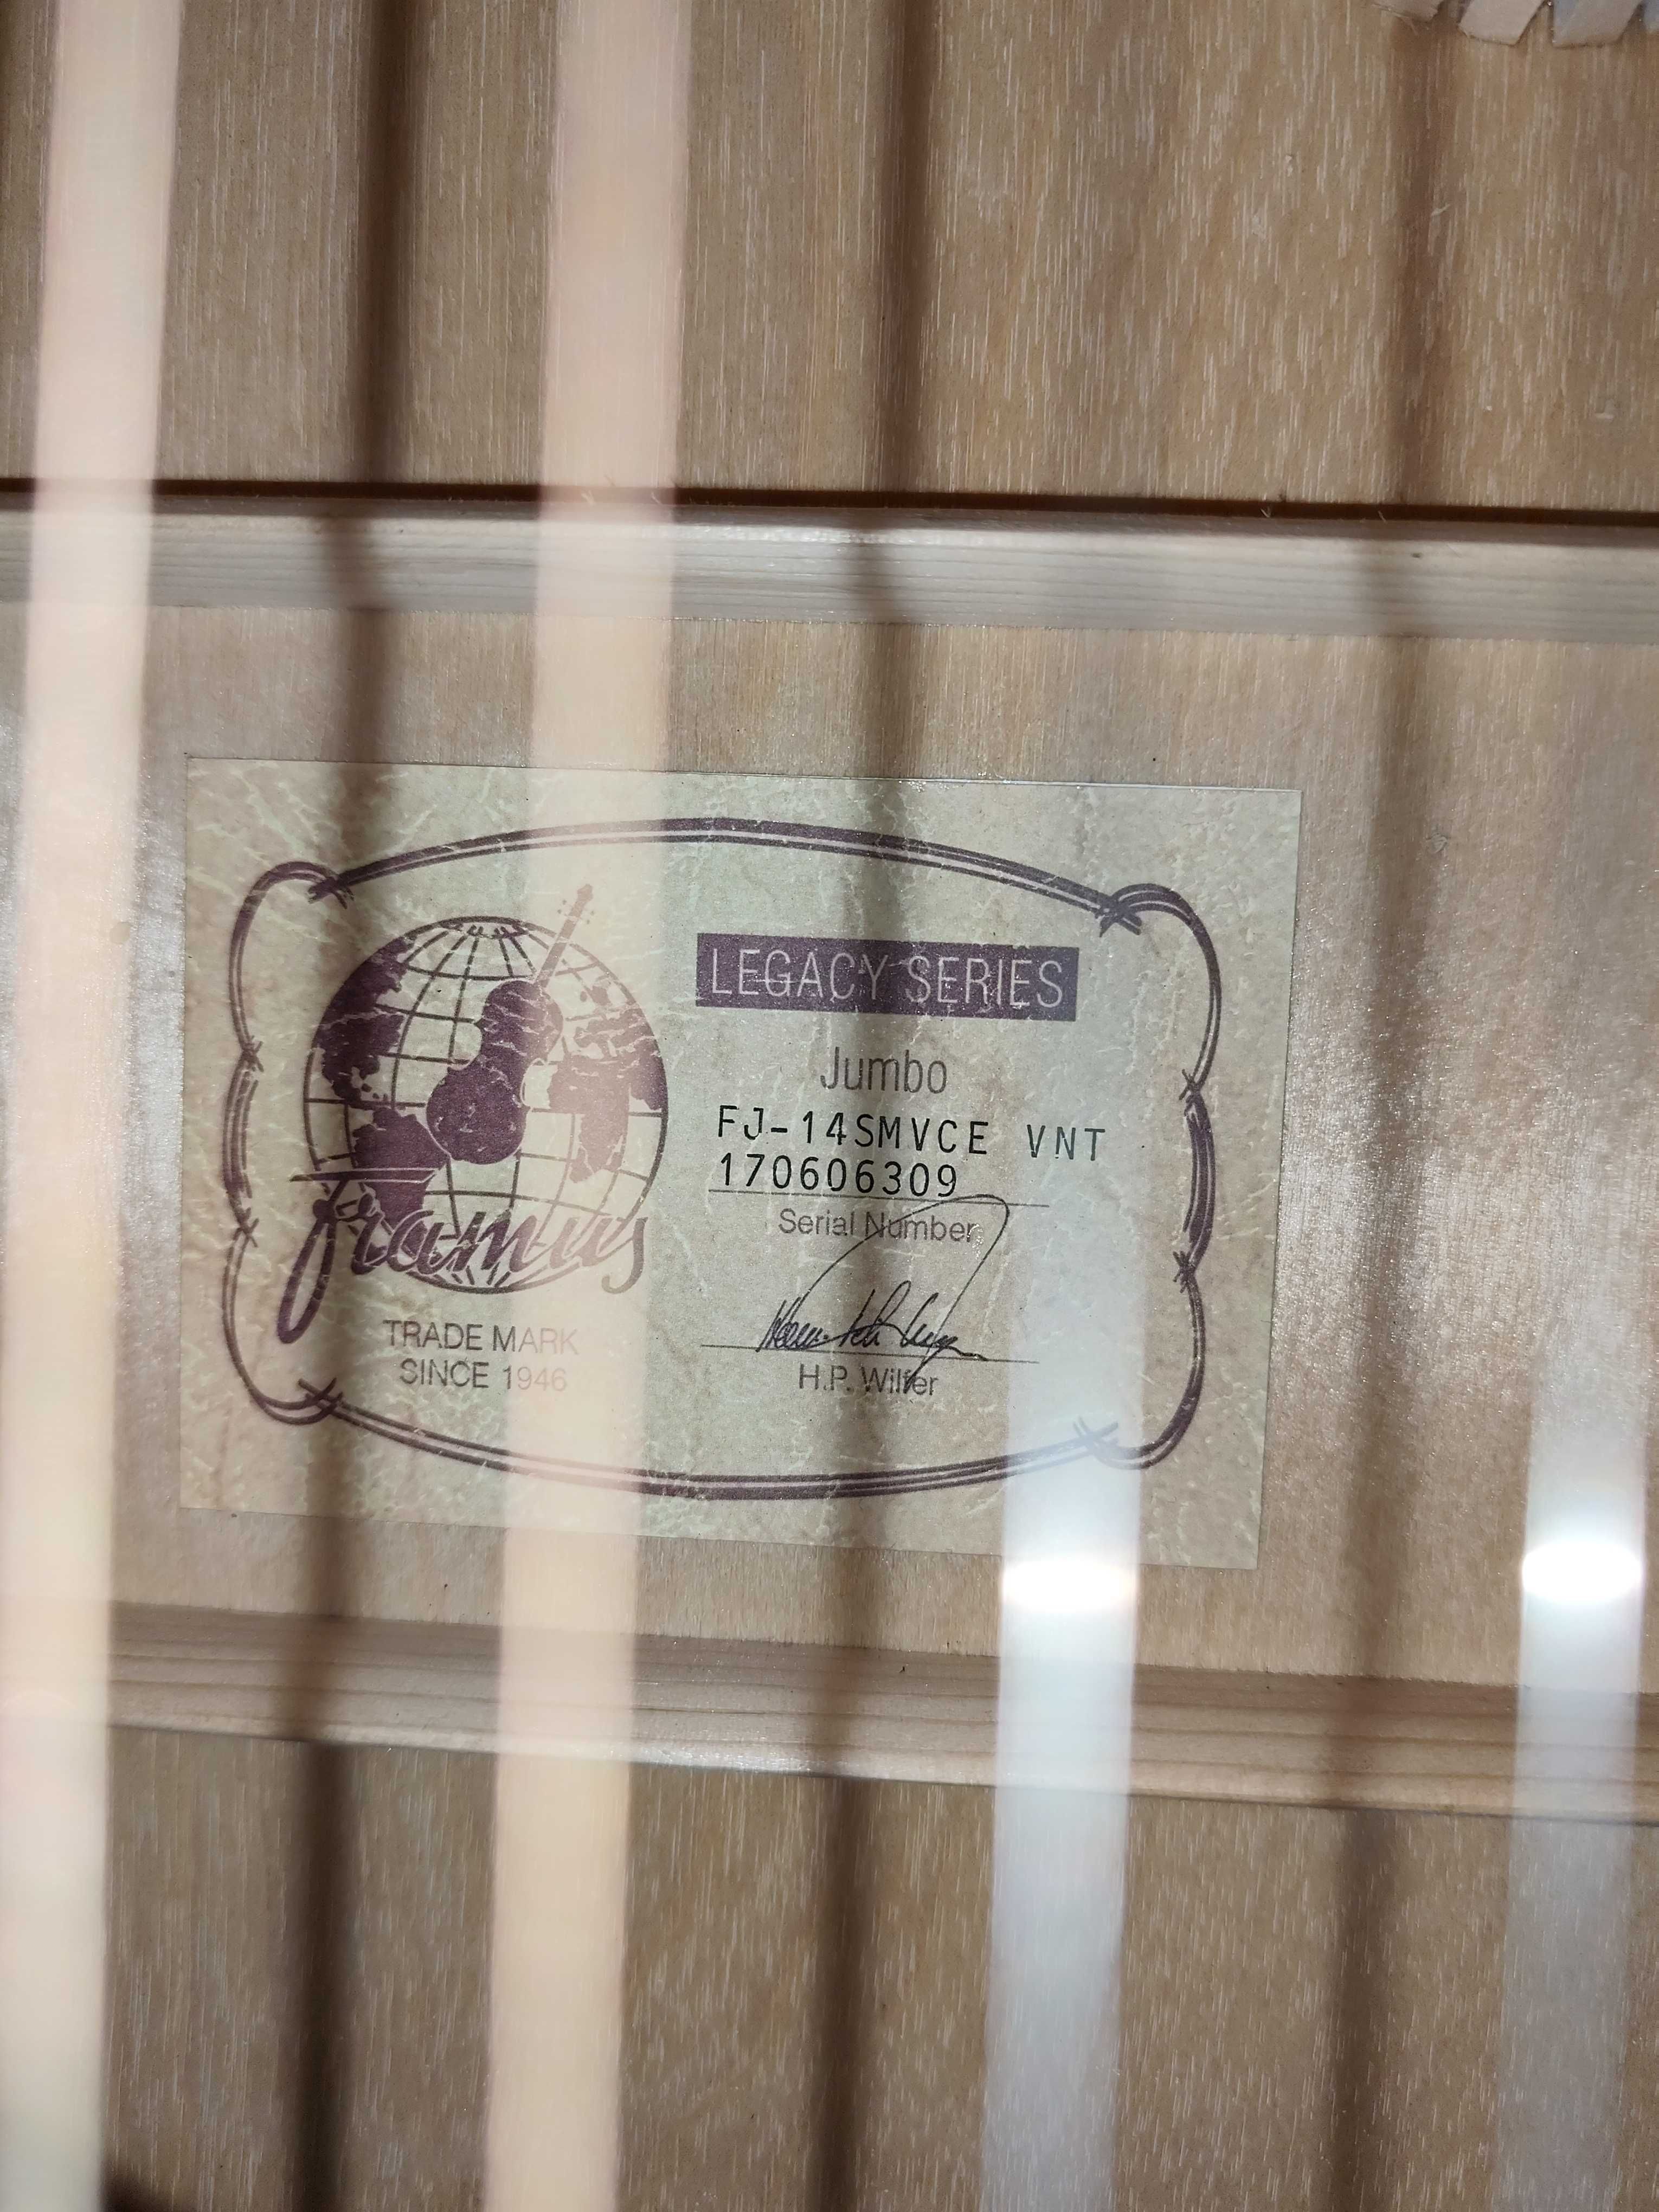 LEGACY SERIES
Jumbo
FJ-14SMVCE VNT
170606309
Serial Number
H.P. Wilfer
framus
TRADE MARK
SINCE 1946